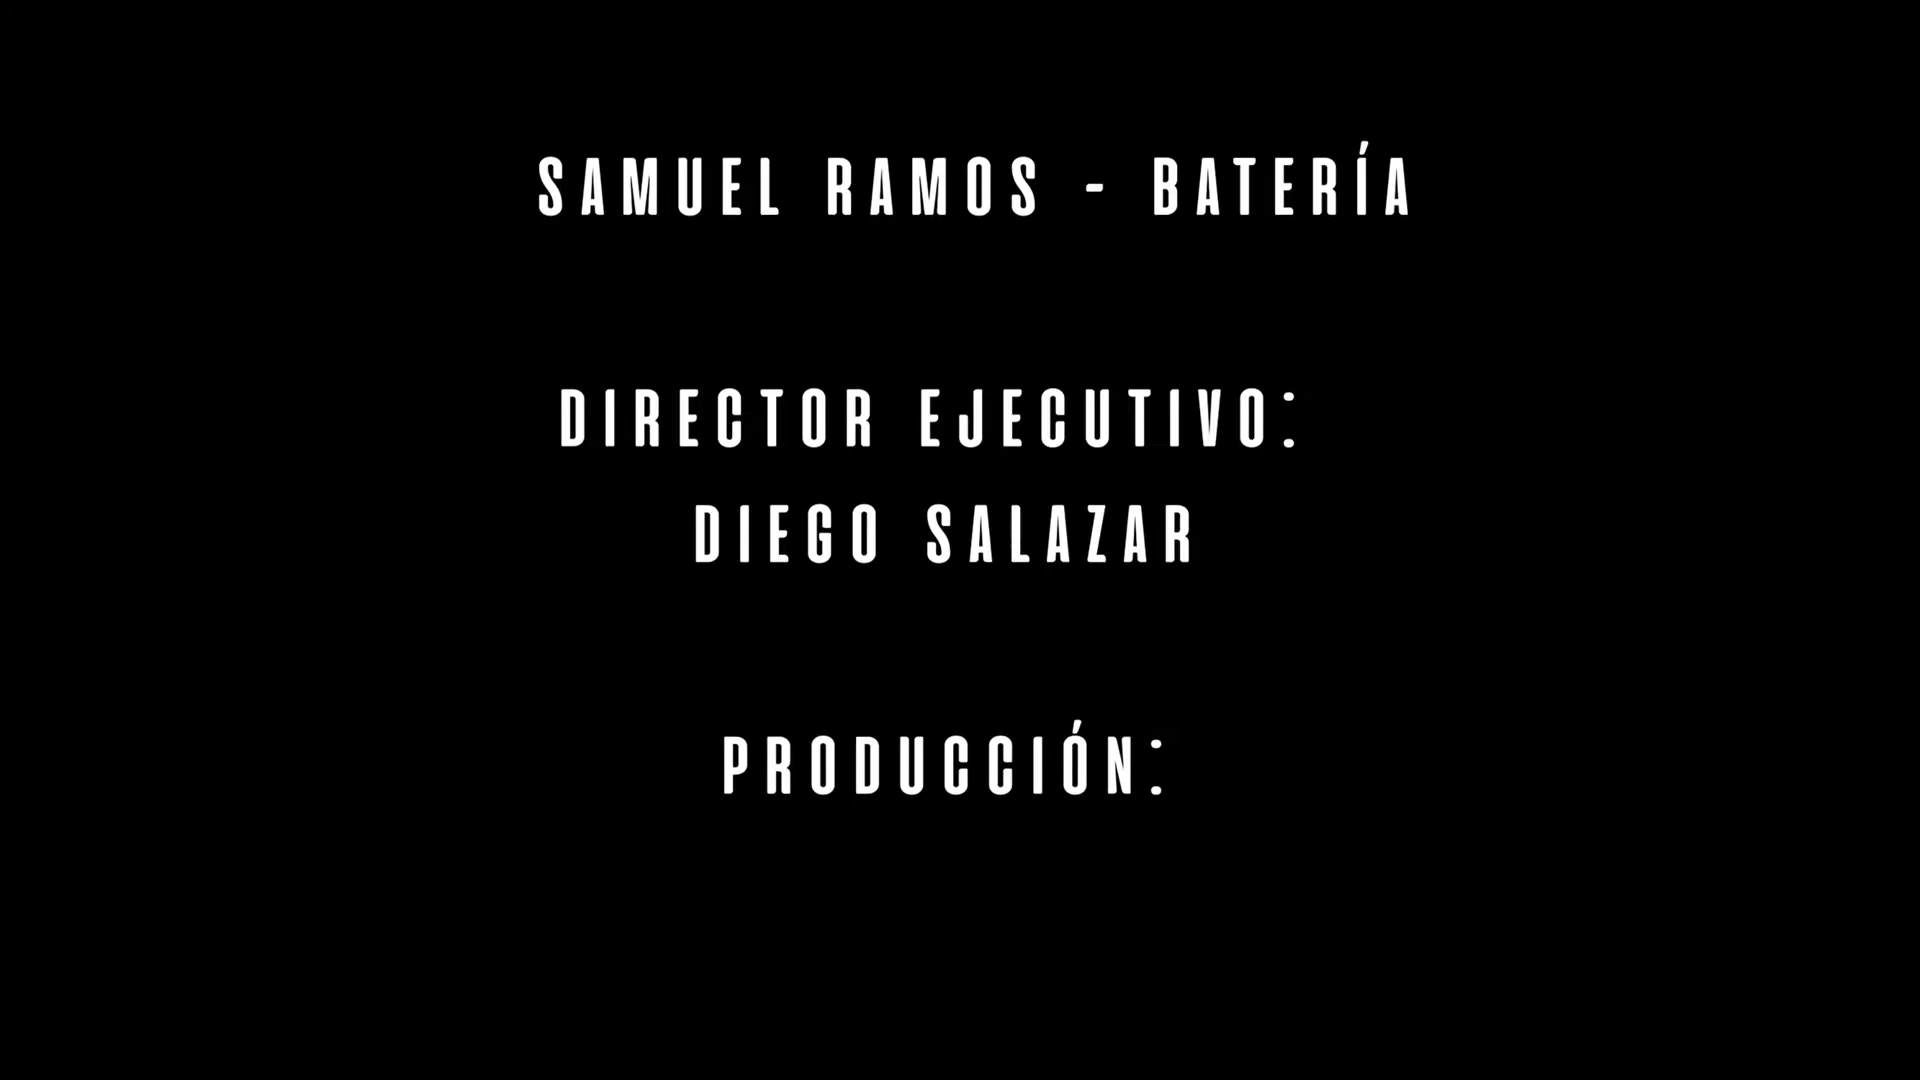 SAMUEL RAMOS - BATERÍA
DIRECTOR EJECUTIVO:
DIEGO SALAZAR
PRODUCCIÓN: